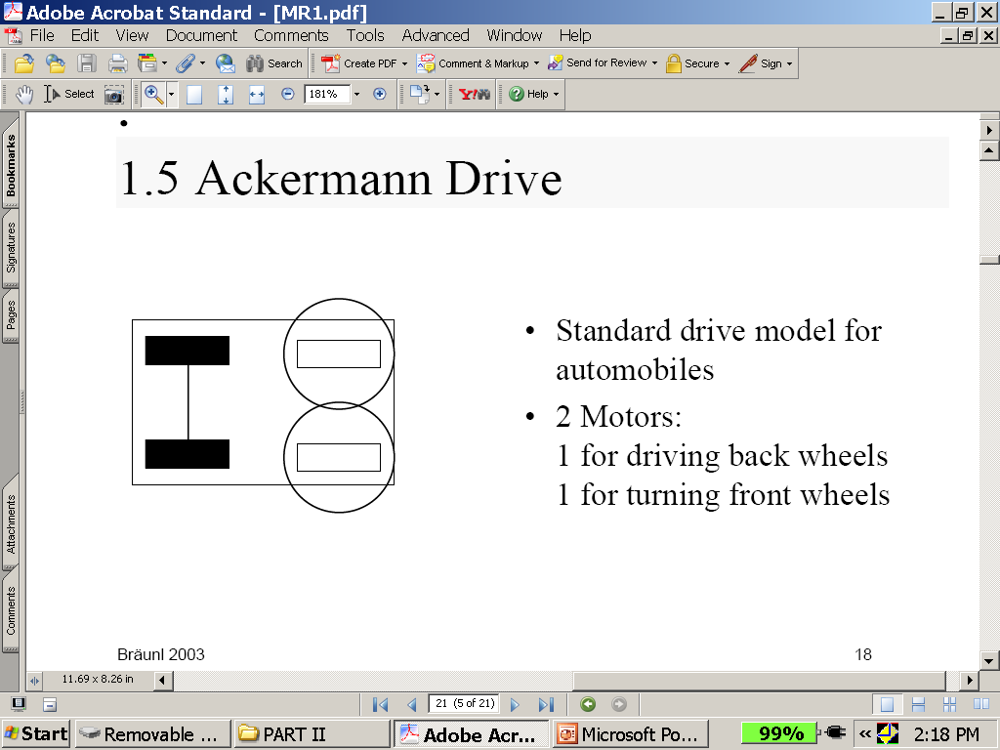 Adobe Acrobat Standard - [MR1.pdf]
File Edit View Document Comments Tools Advanced Window Help
Search Create PDF Comment & Markup Send for Review Secure Sign
Select 181% Y! Help
Bookmarks
Signatures
Pages
Attachments
Comments
•
1.5 Ackermann Drive
• Standard drive model for
automobiles
• 2 Motors:
1 for driving back wheels
1 for turning front wheels
Bräunl 2003 18
11.69 x 8.26 in
21 (5 of 21)
Start Removable ... PART II Adobe Acr... Microsoft Po... 99% « 2:18 PM